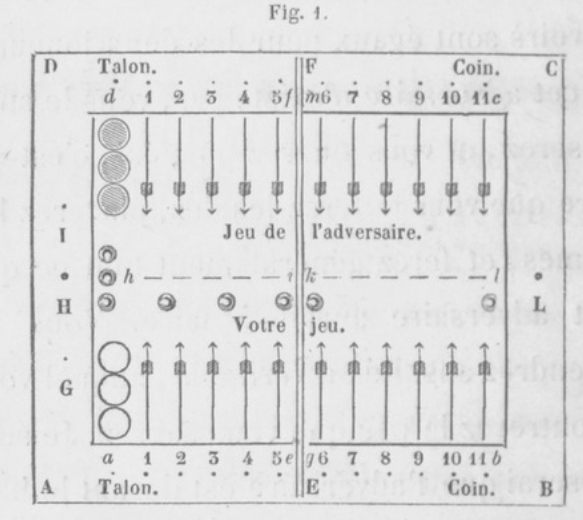 Fig. 1.
D Talon. F Coin. C
d 1 2 3 4 5 f m 6 7 8 9 10 11 c
I Jeu de l'adversaire.
h i k l
H L
Votre jeu.
G
a 1 2 3 4 5 e g 6 7 8 9 10 11 b
A Talon. E Coin. B